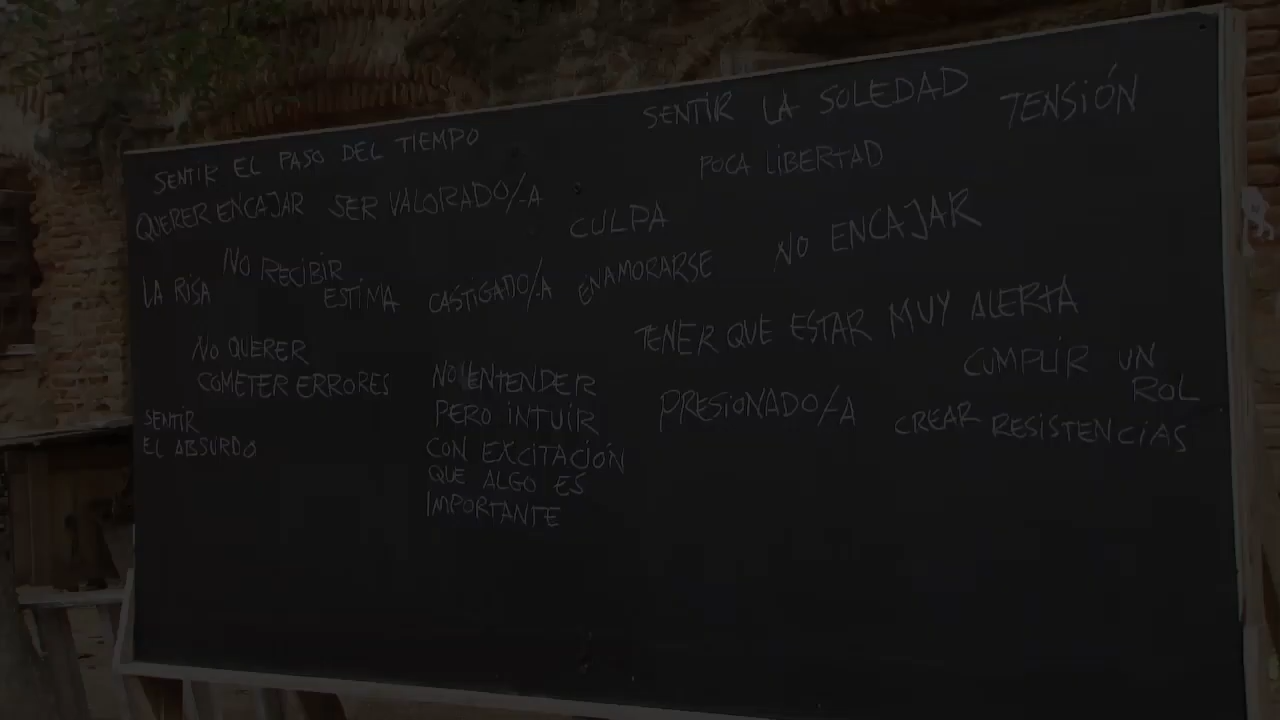 SENTIR LA SOLEDAD
TENSIÓN
SENTIR EL PASO DEL TIEMPO
POCA LIBERTAD
QUERER ENCAJAR
SER VALORADO/-A
CULPA
NO ENCAJAR
NO RECIBIR
ESTIMA
LA RISA
CASTIGADO/-A
ENAMORARSE
TENER QUE ESTAR MUY ALERTA
NO QUERER
COMETER ERRORES
CUMPLIR UN
ROL
NO ENTENDER
PERO INTUIR
CON EXCITACIÓN
QUE ALGO ES
IMPORTANTE
PRESIONADO/-A
CREAR RESISTENCIAS
SENTIR
EL ABSURDO